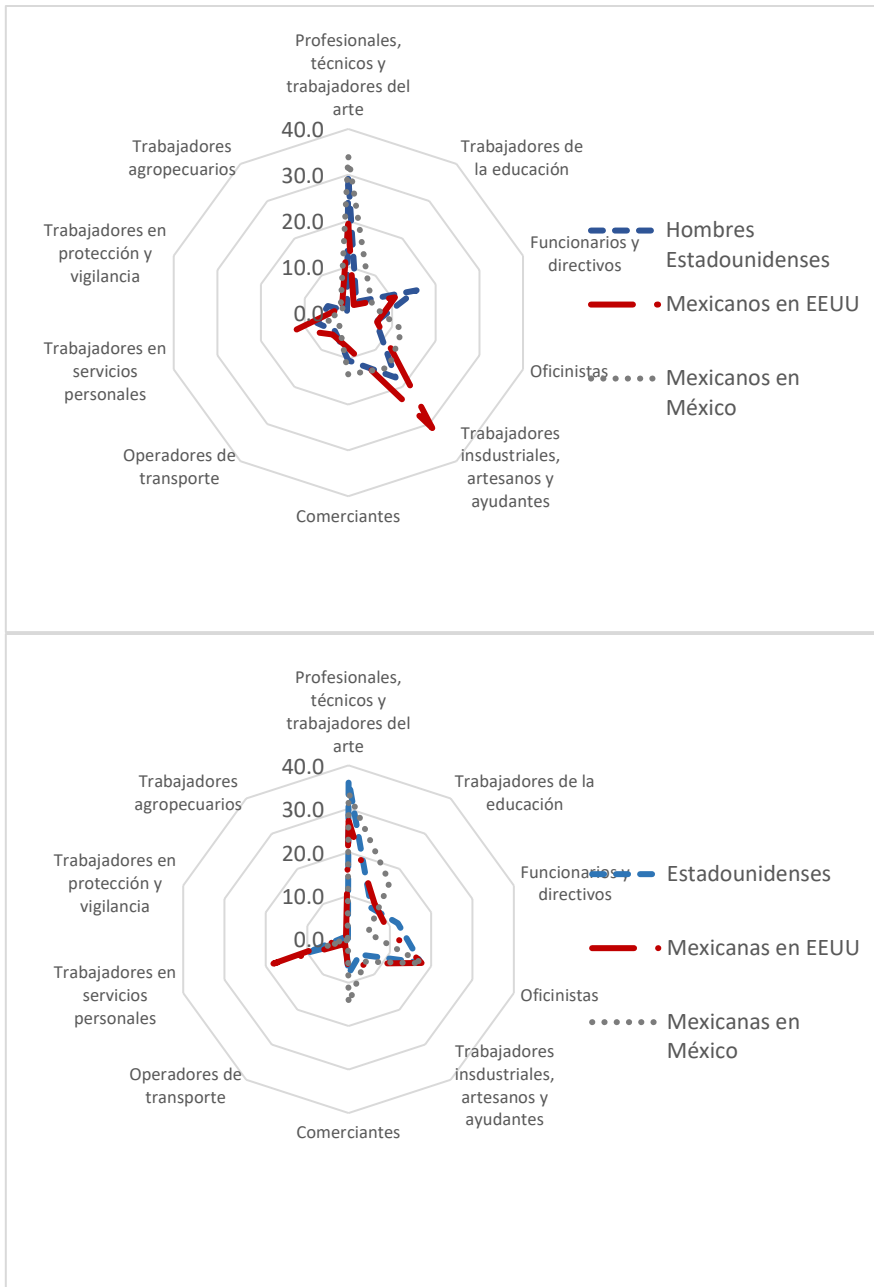 Profesionales,
técnicos y
trabajadores del
arte
40.0
30.0
20.0
10.0
0.0
Trabajadores de
la educación
Funcionarios y
directivos
Oficinistas
Trabajadores
insdustriales,
artesanos y
ayudantes
Comerciantes
Operadores de
transporte
Trabajadores en
servicios
personales
Trabajadores en
protección y
vigilancia
Trabajadores
agropecuarios
Hombres
Estadounidenses
Mexicanos en EEUU
Mexicanos en
México
Profesionales,
técnicos y
trabajadores del
arte
40.0
30.0
20.0
10.0
0.0
Trabajadores de la
educación
Funcionarios y
directivos
Oficinistas
Trabajadores
insdustriales,
artesanos y
ayudantes
Comerciantes
Operadores de
transporte
Trabajadores en
servicios personales
Trabajadores en
protección y
vigilancia
Trabajadores
agropecuarios
Estadounidenses
Mexicanas en EEUU
Mexicanas en
México